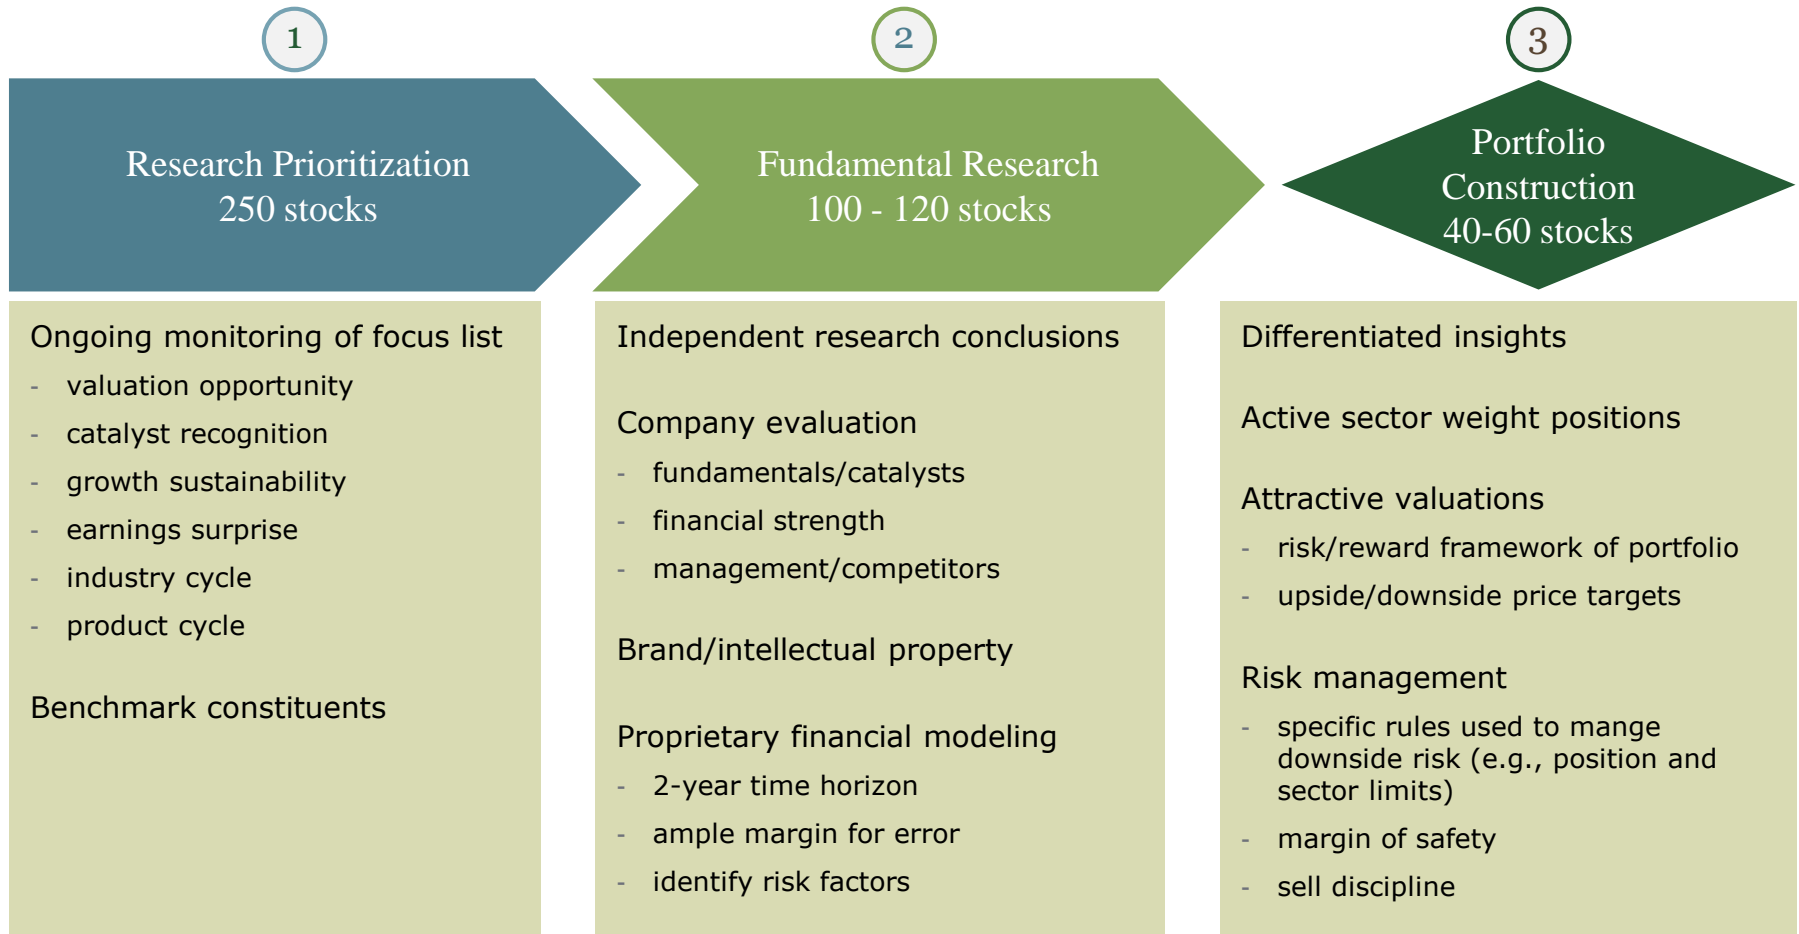 1
Research Prioritization
250 stocks
Ongoing monitoring of focus list
- valuation opportunity
- catalyst recognition
- growth sustainability
- earnings surprise
- industry cycle
- product cycle
Benchmark constituents
2
Fundamental Research
100 - 120 stocks
Independent research conclusions
Company evaluation
- fundamentals/catalysts
- financial strength
- management/competitors
Brand/intellectual property
Proprietary financial modeling
- 2-year time horizon
- ample margin for error
- identify risk factors
3
Portfolio
Construction
40-60 stocks
Differentiated insights
Active sector weight positions
Attractive valuations
- risk/reward framework of portfolio
- upside/downside price targets
Risk management
- specific rules used to mange
downside risk (e.g., position and
sector limits)
- margin of safety
- sell discipline